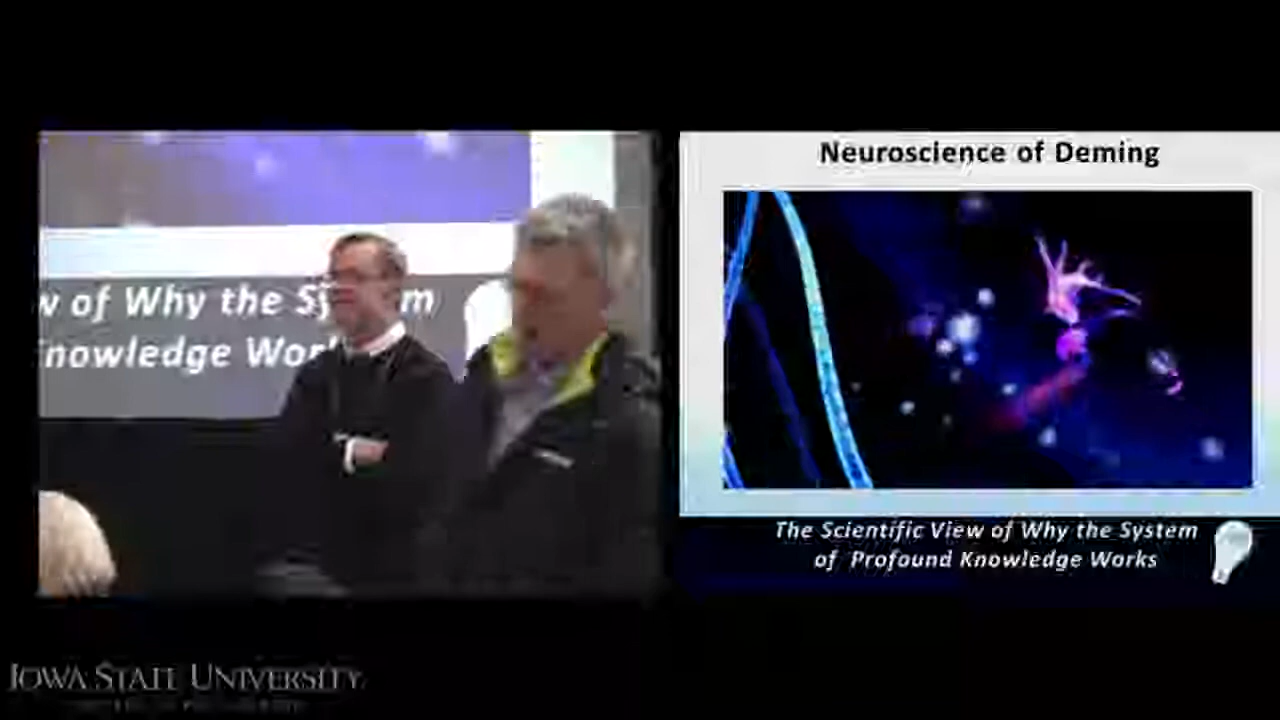 w of Why the Sy m
nowledge Wor
Neuroscience of Deming
The Scientific View of Why the System
of Profound Knowledge Works
IOWA STATE UNIVERSITY